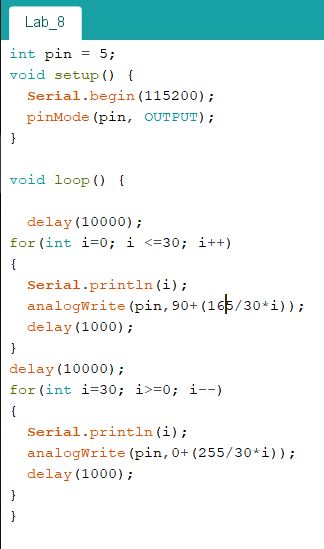 Lab_8
int pin = 5;
void setup() {
  Serial.begin(115200);
  pinMode(pin, OUTPUT);
}

void loop() {

  delay(10000);
for(int i=0; i <=30; i++)
{
  Serial.println(i);
  analogWrite(pin,90+(165/30*i));
  delay(1000);
}
delay(10000);
for(int i=30; i>=0; i--)
{
  Serial.println(i);
  analogWrite(pin,0+(255/30*i));
  delay(1000);
}
}